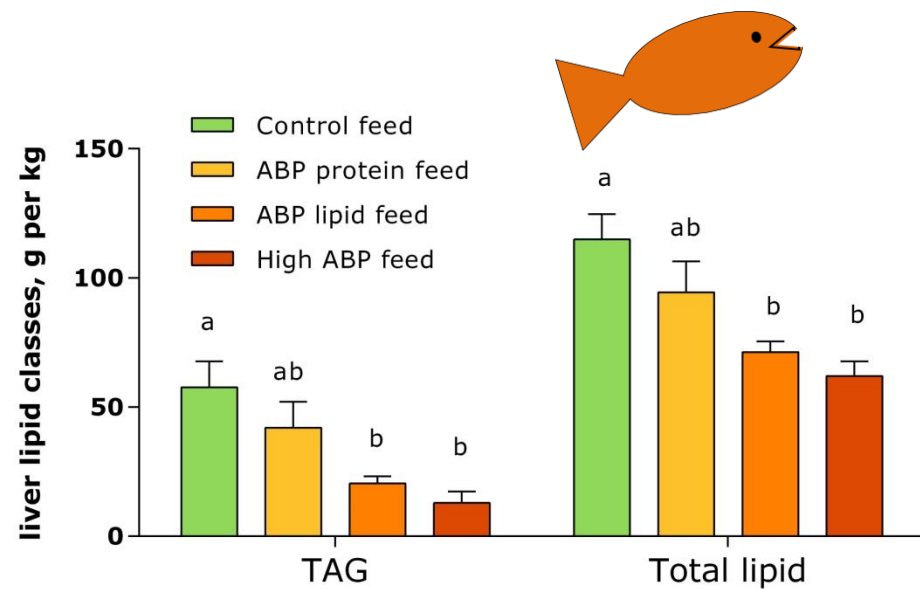 liver lipid classes, g per kg
Control feed
ABP protein feed
ABP lipid feed
High ABP feed
150
100
50
0
a
ab
b
b
a
ab
b
b
TAG
Total lipid